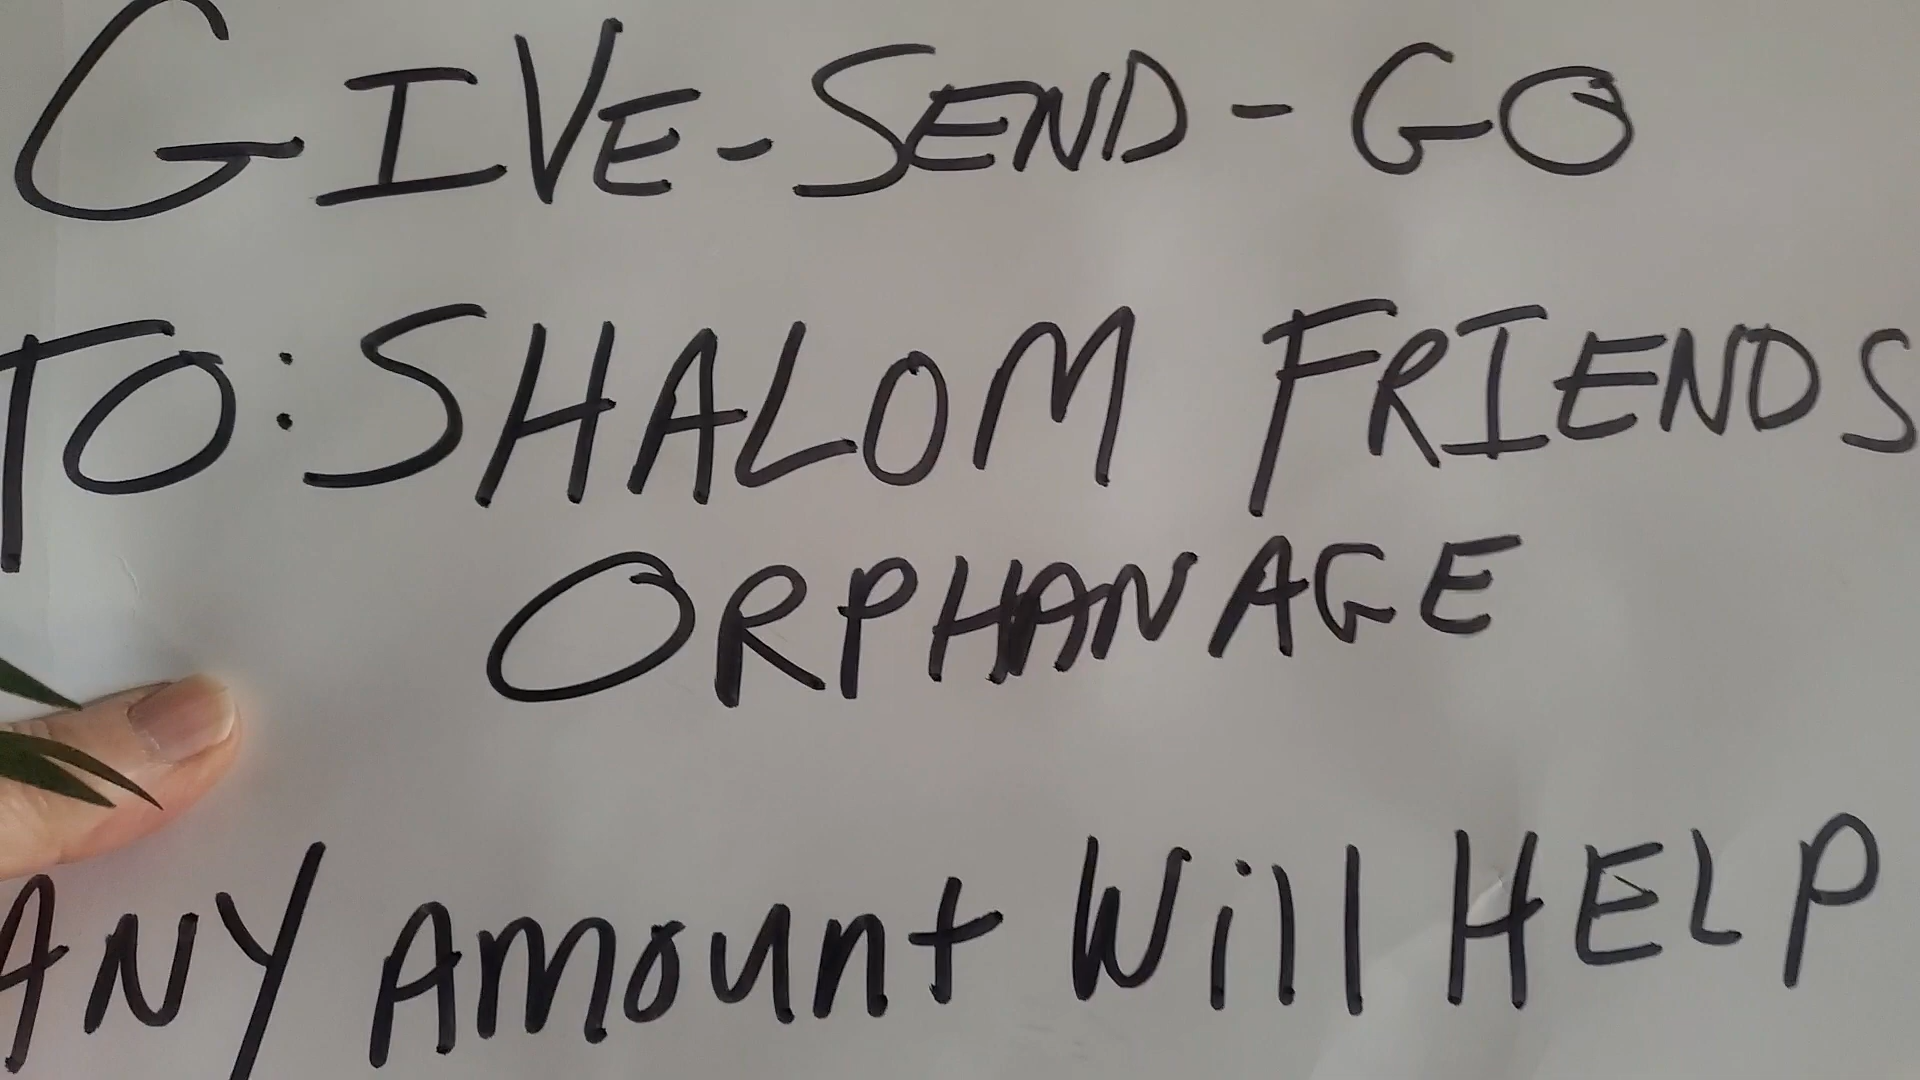 GIVE-SEND-GO
TO: SHALOM FRIENDS
ORPHANAGE
ANY AMOUNT Will HELP